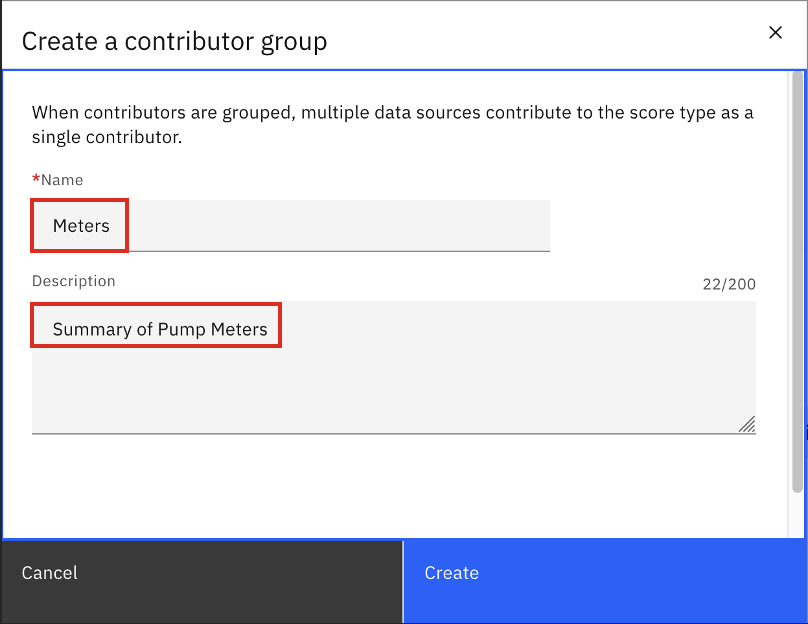 Create a contributor group
When contributors are grouped, multiple data sources contribute to the score type as a
single contributor.
*Name
Meters
Description
22/200
Summary of Pump Meters
Cancel
Create